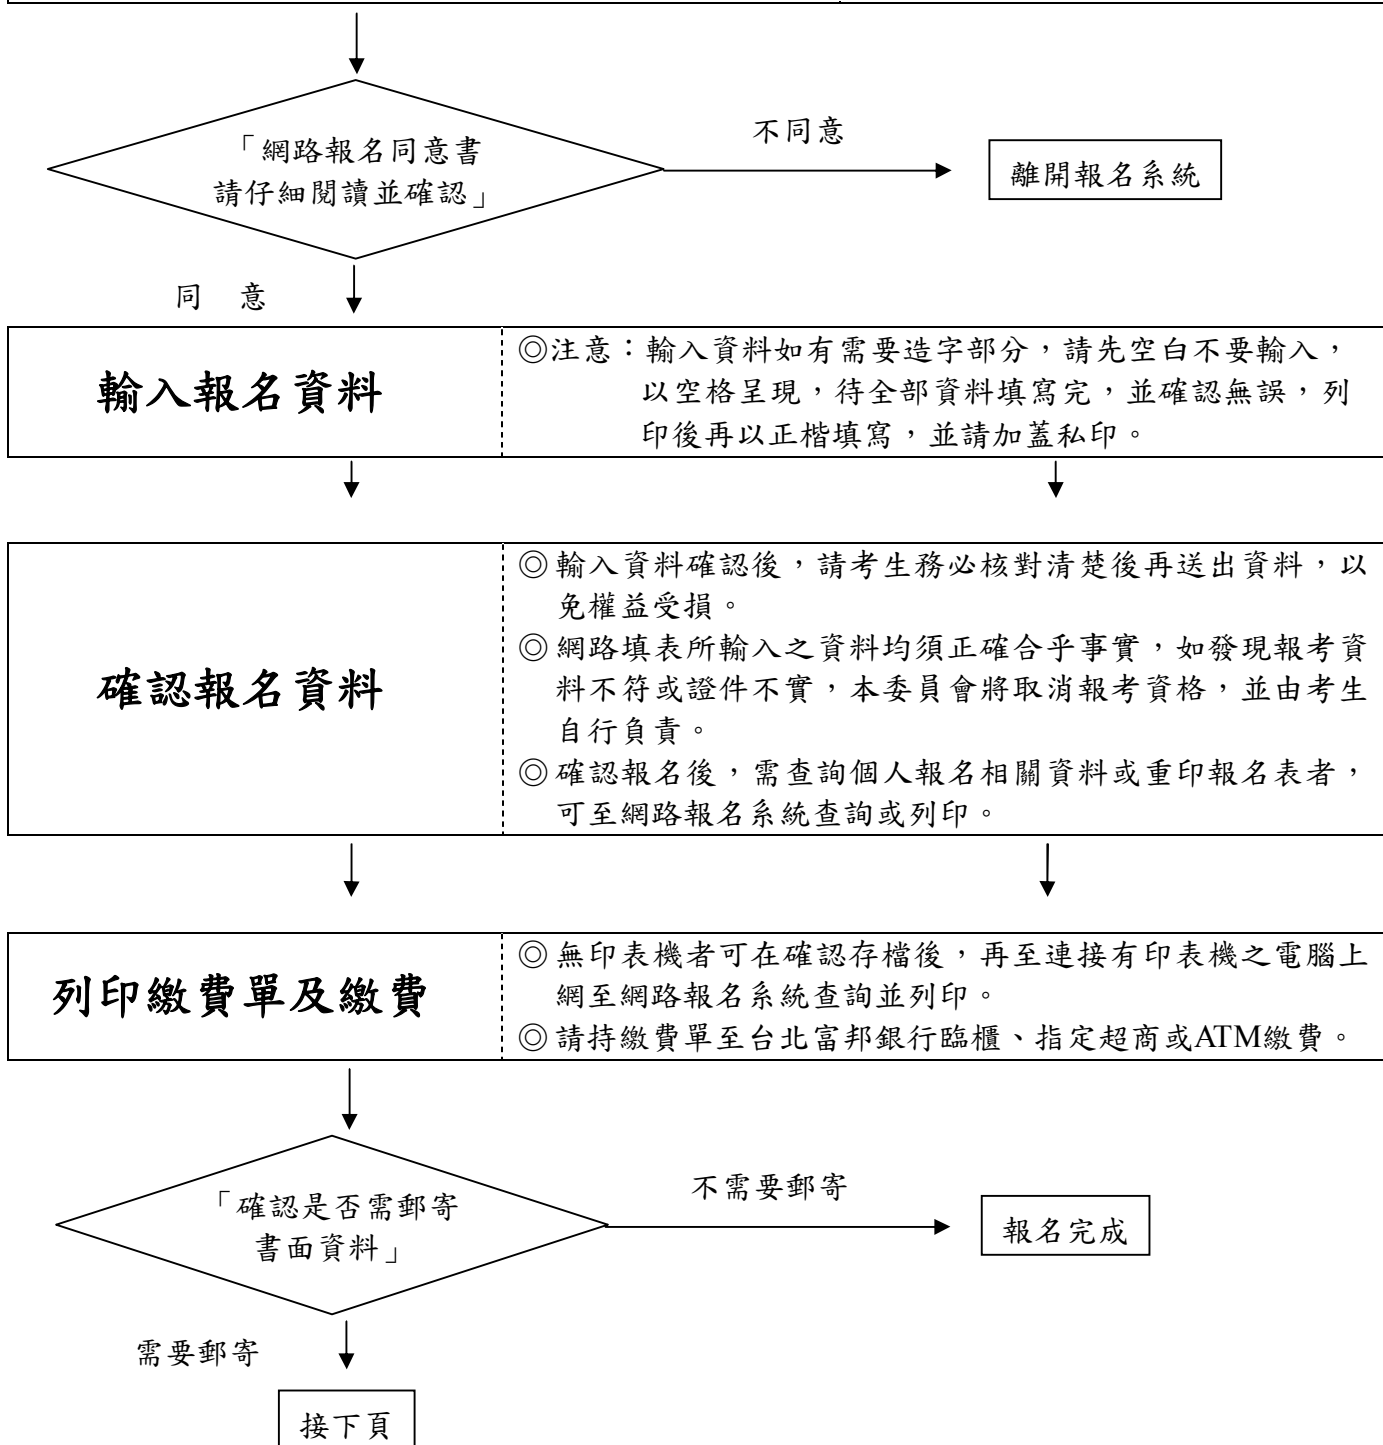 「網路報名同意書
請仔細閱讀並確認」
不同意
離開報名系統
同 意
輸入報名資料
◎注意：輸入資料如有需要造字部分，請先空白不要輸入，
以空格呈現，待全部資料填寫完，並確認無誤，列
印後再以正楷填寫，並請加蓋私印。
確認報名資料
◎輸入資料確認後，請考生務必核對清楚後再送出資料，以
免權益受損。
◎網路填表所輸入之資料均須正確合乎事實，如發現報考資
料不符或證件不實，本委員會將取消報考資格，並由考生
自行負責。
◎確認報名後，需查詢個人報名相關資料或重印報名表者，
可至網路報名系統查詢或列印。
列印繳費單及繳費
◎無印表機者可在確認存檔後，再至連接有印表機之電腦上
網至網路報名系統查詢並列印。
◎請持繳費單至台北富邦銀行臨櫃、指定超商或ATM繳費。
「確認是否需郵寄
書面資料」
不需要郵寄
報名完成
需要郵寄
接下頁